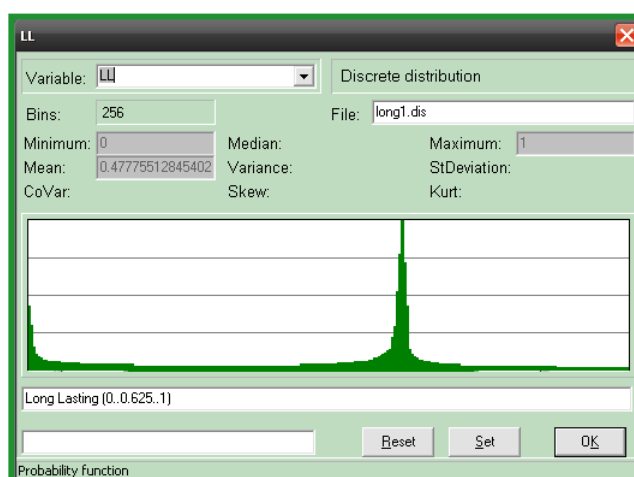 LL
Variable: LL Discrete distribution
Bins: 256 File: long1.dis
Minimum: 0 Median: Maximum: 1
Mean: 0.47775512845402 Variance: StDeviation:
CoVar: Skew: Kurt:
Long Lasting (0..0.625..1)
Reset Set OK
Probability function